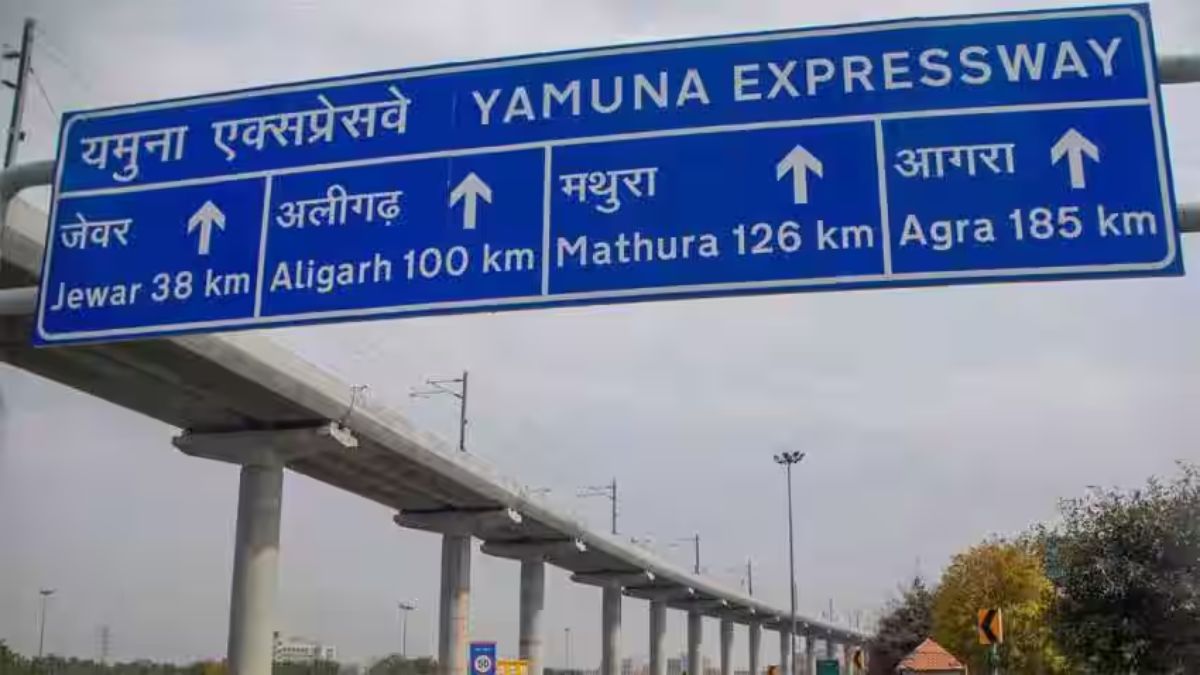 यमुना एक्सप्रेसवे YAMUNA EXPRESSWAY
जेवर
Jewar 38 km
अलीगढ़
Aligarh 100 km
मथुरा
Mathura 126 km
आगरा
Agra 185 km
50